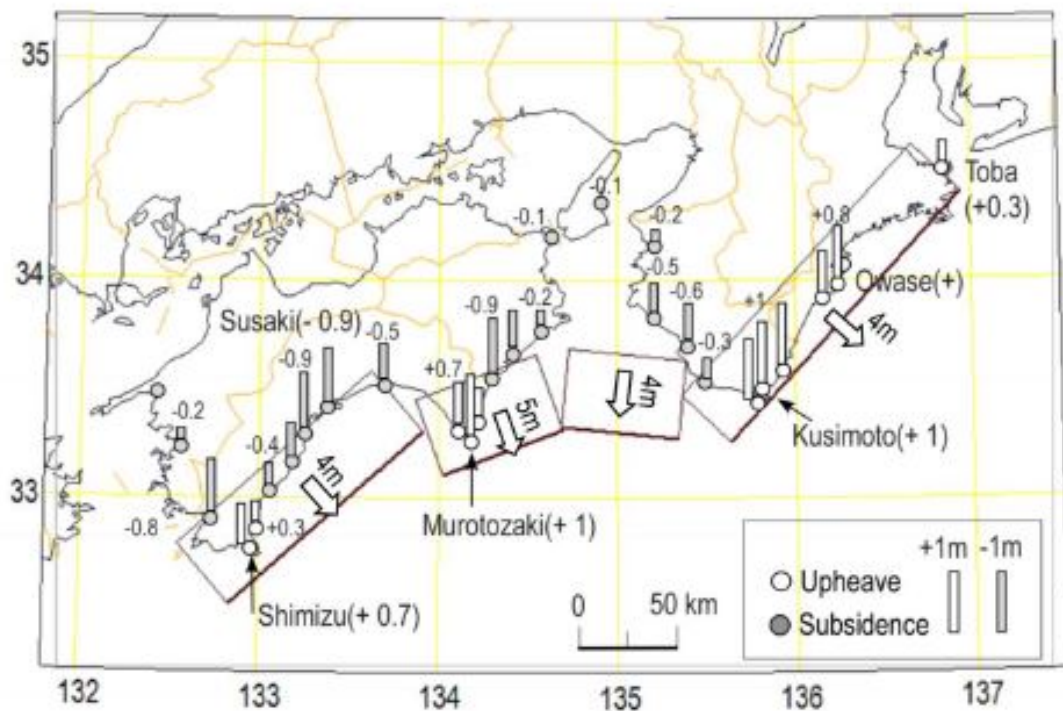 35
34
33
132
133
134
135
136
137
Toba
(+0.3)
-0.1
-0.1
-0.2
+0.8
-0.5
Owase(+)
-0.6
+1
4m
Susaki(- 0.9)
-0.9
-0.2
-0.5
-0.3
-0.9
+0.7
4m
5m
Kusimoto(+ 1)
-0.2
-0.4
4m
-0.8
+0.3
Murotozaki(+ 1)
Shimizu(+ 0.7)
0 50 km
+1m -1m
Upheave
Subsidence